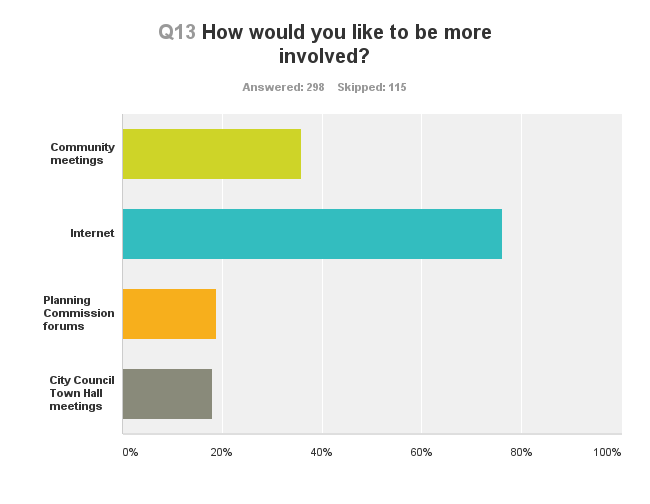 Q13 How would you like to be more
involved?
Answered: 298 Skipped: 115
Community
meetings
Internet
Planning
Commission
forums
City Council
Town Hall
meetings
0% 20% 40% 60% 80% 100%